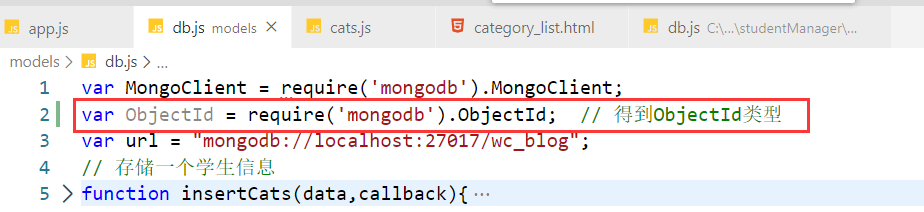 JS app.js JS db.js models × JS cats.js 5 category_list.html JS db.js C:\...\studentManager\...
models > JS db.js > ...
1 var MongoClient = require('mongodb').MongoClient;
2 var ObjectId = require('mongodb').ObjectId;  // 得到ObjectId类型
3 var url = "mongodb://localhost:27017/wc_blog";
4 // 存储一个学生信息
5 > function insertCats(data,callback){ ...